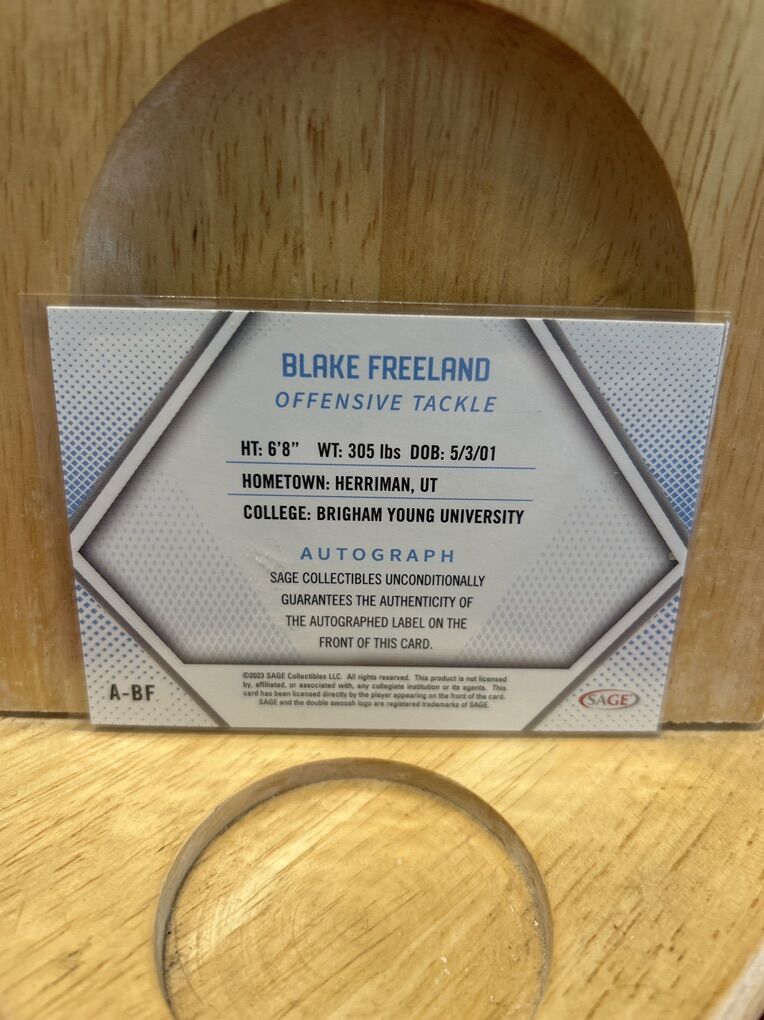 BLAKE FREELAND
OFFENSIVE TACKLE
HT: 6'8" WT: 305 lbs DOB: 5/3/01
HOMETOWN: HERRIMAN, UT
COLLEGE: BRIGHAM YOUNG UNIVERSITY
AUTOGRAPH
SAGE COLLECTIBLES UNCONDITIONALLY
GUARANTEES THE AUTHENTICITY OF
THE AUTOGRAPHED LABEL ON THE
FRONT OF THIS CARD.
©2023 SAGE Collectibles LLC. All rights reserved. This product is not licensed
by, affiliated, or associated with, any collegiate institution or its agents. This
card has been licensed directly by the player appearing on the front of the card.
SAGE and the double swoosh logo are registered trademarks of SAGE.
A-BF
SAGE